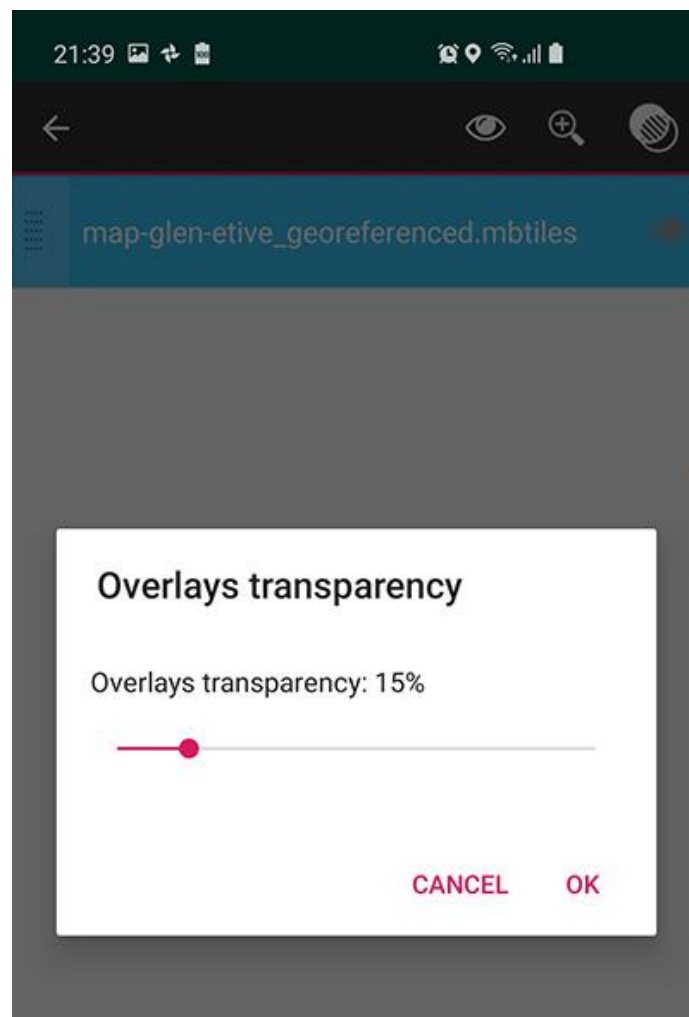 21:39
map-glen-etive_georeferenced.mbtiles
Overlays transparency
Overlays transparency: 15%
CANCEL OK